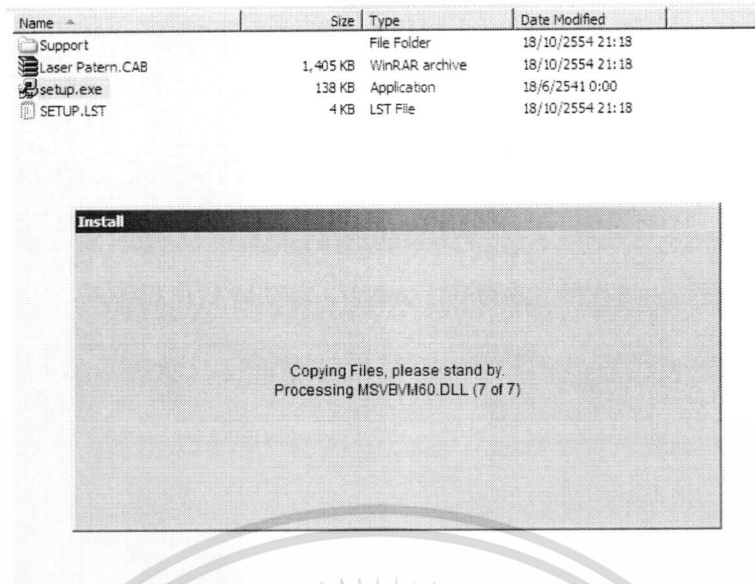 Name Size Type Date Modified
Support File Folder 18/10/2554 21:18
Laser Patern.CAB 1,405 KB WinRAR archive 18/10/2554 21:18
setup.exe 138 KB Application 18/6/2541 0:00
SETUP.LST 4 KB LST File 18/10/2554 21:18
Install
Copying Files, please stand by.
Processing MSVBVM60.DLL (7 of 7)